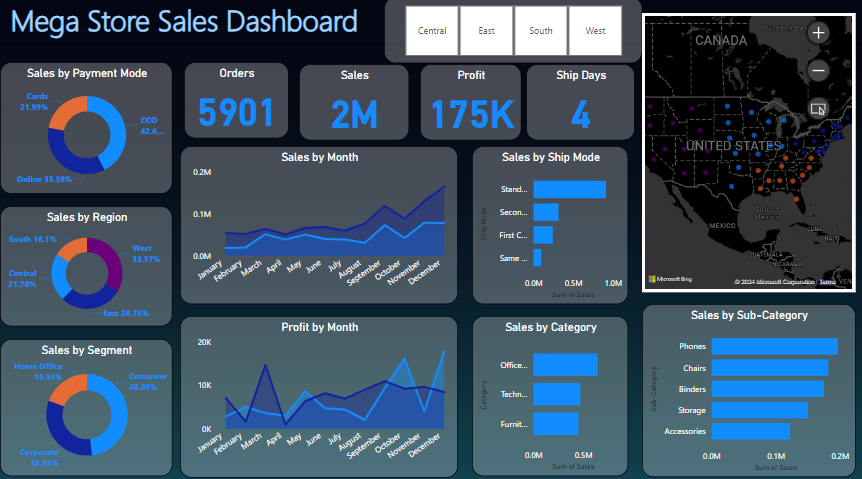 Mega Store Sales Dashboard
Central
East
South
West
Sales by Payment Mode
Cards
21.99%
COD
42.6...
Online 35.38%
Orders
5901
Sales
2M
Profit
175K
Ship Days
4
CANADA
UNITED STATES
Gulf of
Mexico
MEXICO
CUBA
GUATEMALA
NICARAGUA
Microsoft Bing
© 2024 Microsoft Corporation Terms
Sales by Month
0.2M
0.1M
0.0M
January
February
March
April
May
June
July
August
September
October
November
December
Sales by Ship Mode
Ship Mode
Stand...
Secon...
First C...
Same ...
0.0M
0.5M
1.0M
Sum of Sales
Sales by Region
South 16.1%
West
33.37%
Central
21.78%
East 28.75%
Profit by Month
20K
10K
0K
January
February
March
April
May
June
July
August
September
October
November
December
Sales by Category
Category
Office...
Techn...
Furnit...
0.0M
0.5M
Sum of Sales
Sales by Sub-Category
Sub-Category
Phones
Chairs
Binders
Storage
Accessories
0.0M
0.1M
0.2M
Sum of Sales
Sales by Segment
Home Office
Consumer
48.09%
Corporate
32.55%